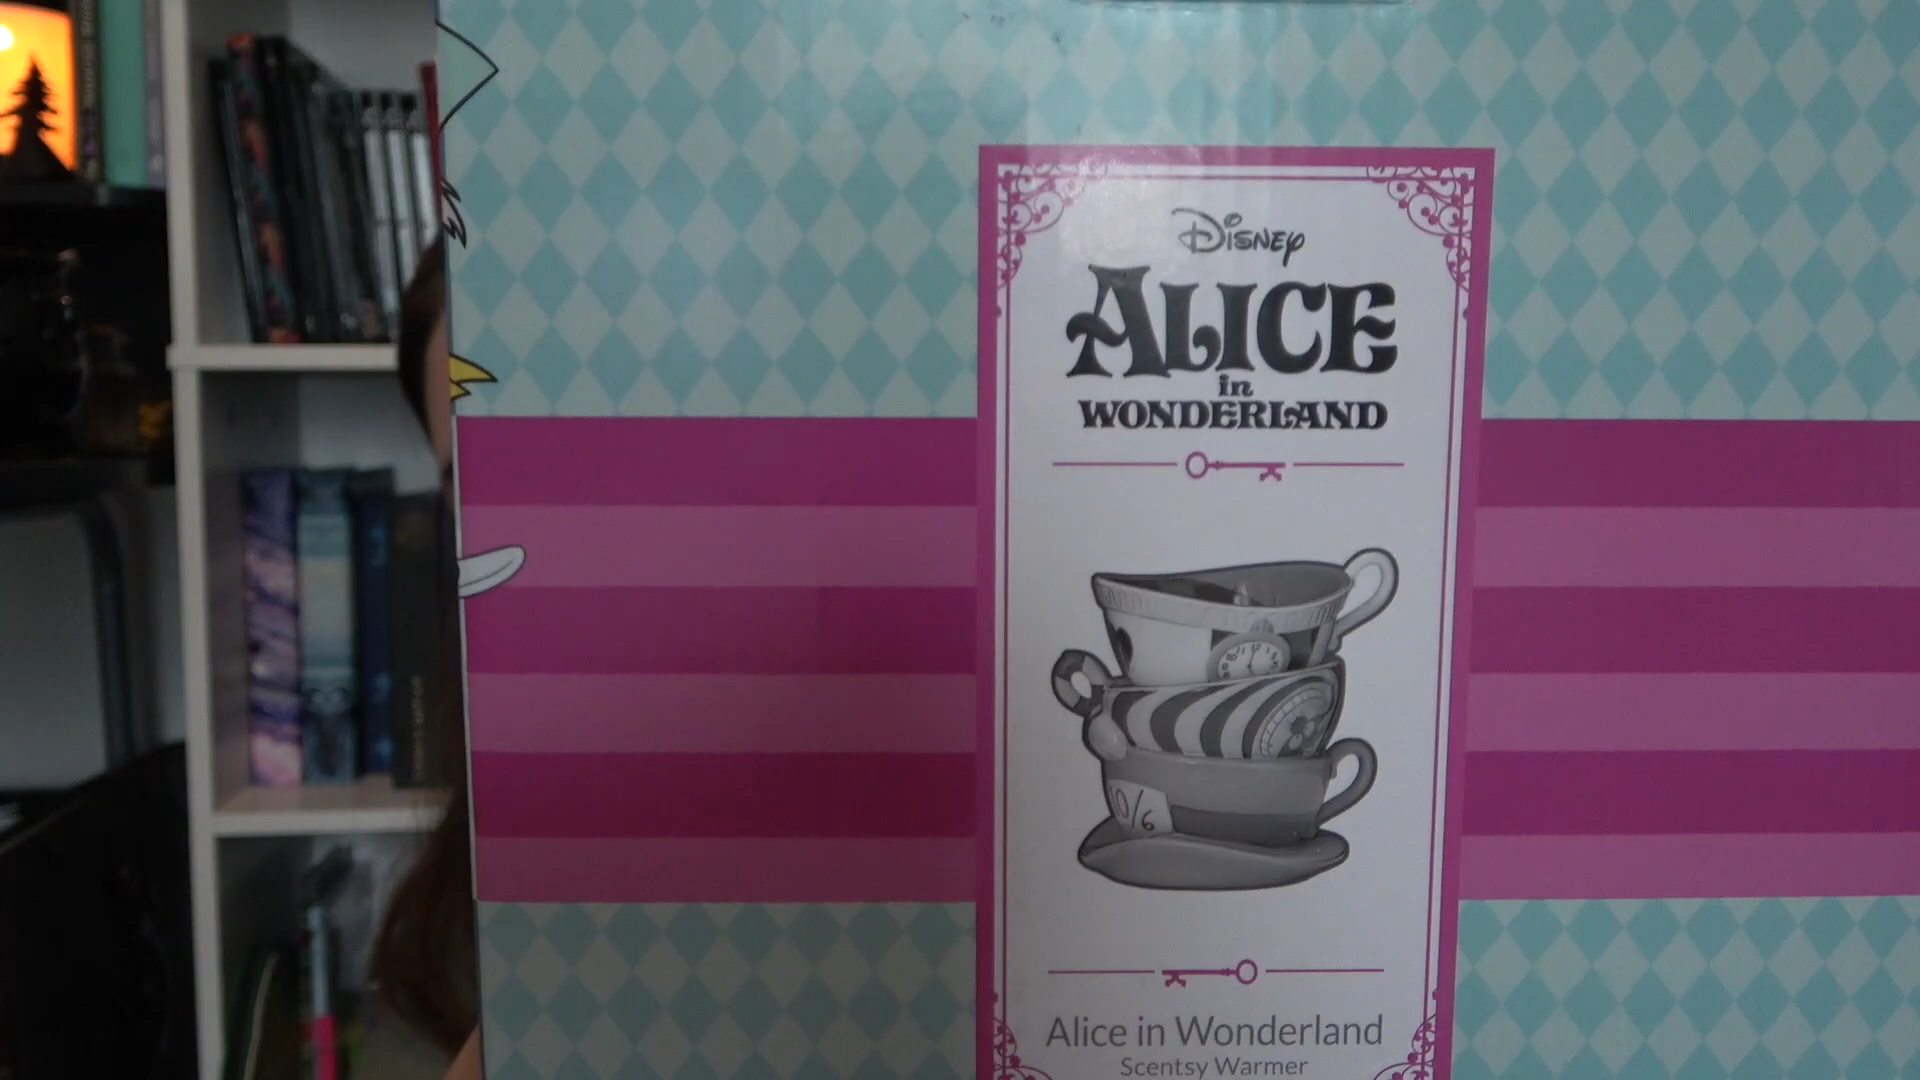 Disney
ALICE
in
WONDERLAND
10/6
Alice in Wonderland
Scentsy Warmer